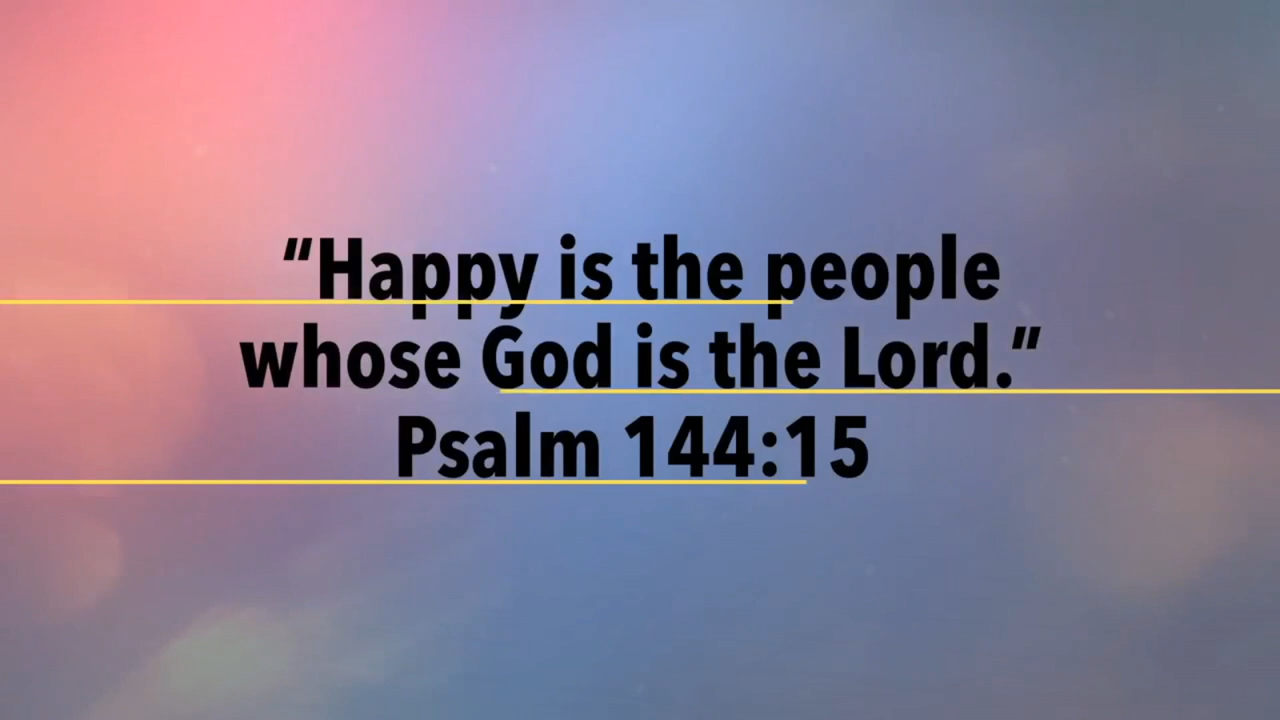 “Happy is the people
whose God is the Lord.”
Psalm 144:15